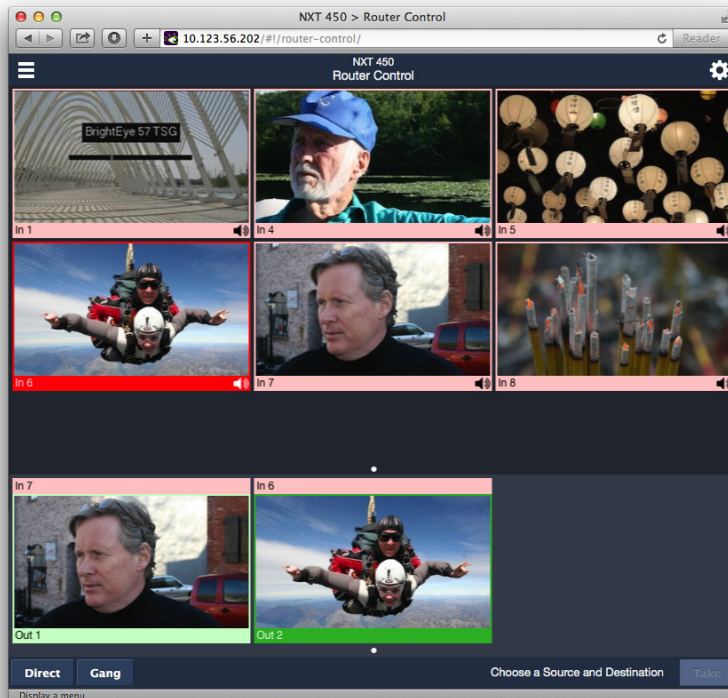 NXT 450 > Router Control
10.123.56.202/#!/router-control/
Reader
NXT 450
Router Control
BrightEye 57 TSG
In 1
In 4
In 5
In 6
In 7
In 8
In 7
In 6
Out 1
Out 2
Direct
Gang
Choose a Source and Destination
Take
Display a menu